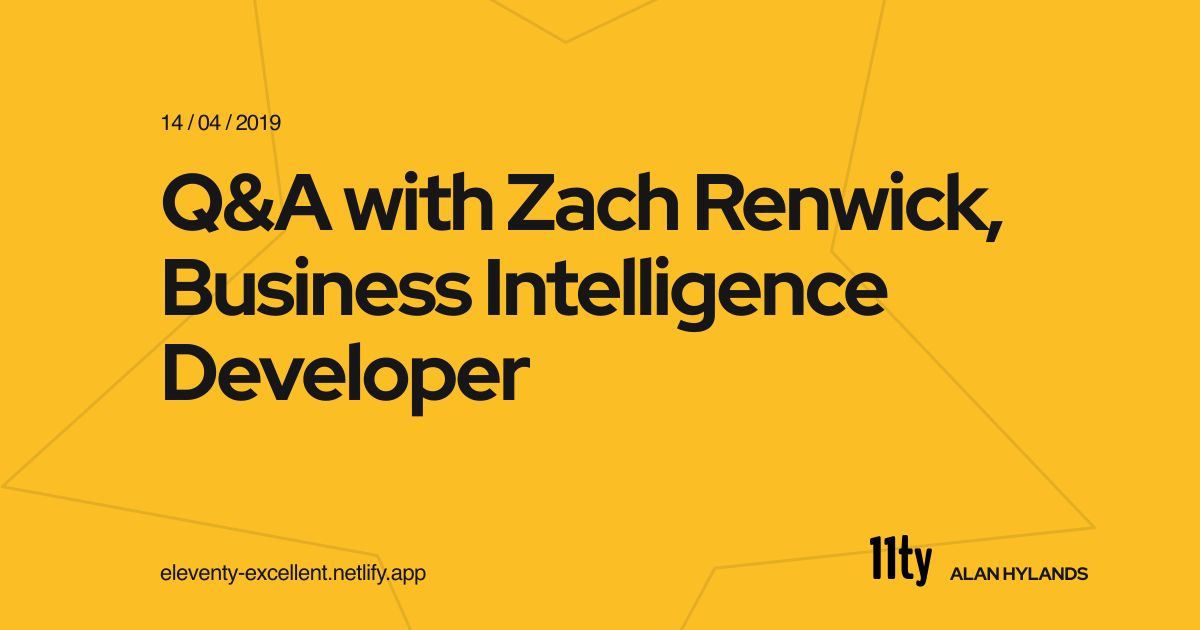 14 / 04 / 2019
Q&A with Zach Renwick,
Business Intelligence
Developer
eleventy-excellent.netlify.app
11ty ALAN HYLANDS